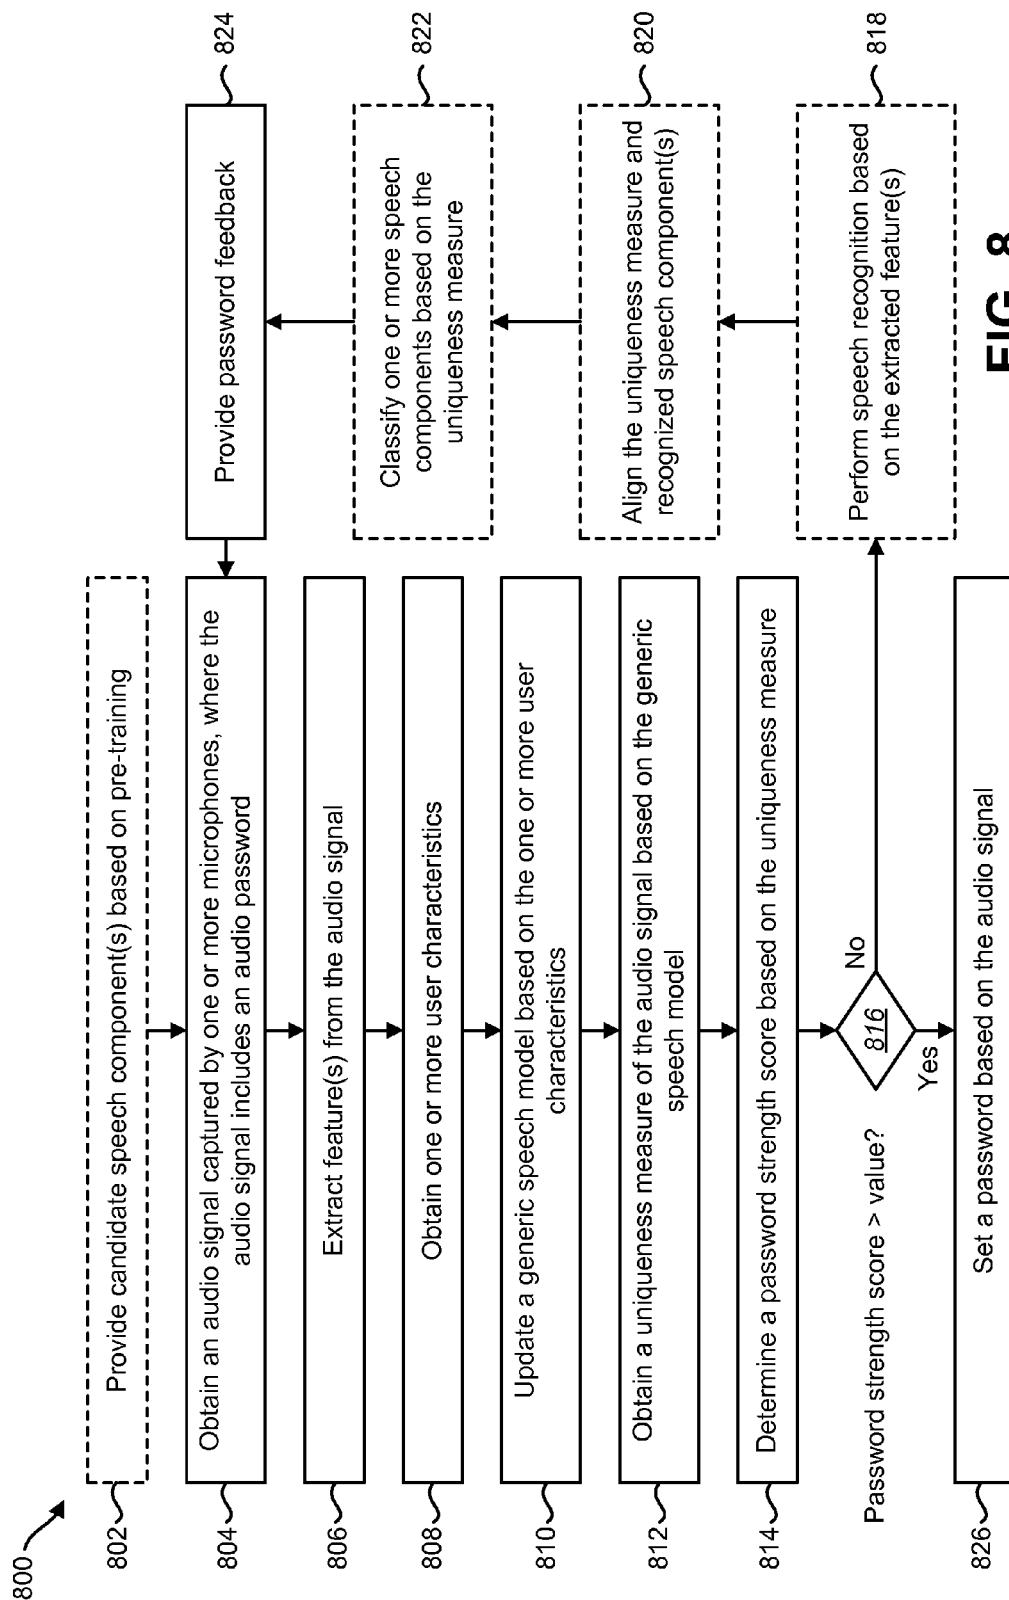 800
802
Provide candidate speech component(s) based on pre-training
804
Obtain an audio signal captured by one or more microphones, where the
audio signal includes an audio password
806
Extract feature(s) from the audio signal
808
Obtain one or more user characteristics
810
Update a generic speech model based on the one or more user
characteristics
812
Obtain a uniqueness measure of the audio signal based on the generic
speech model
814
Determine a password strength score based on the uniqueness measure
Password strength score > value?
816
No
Yes
826
Set a password based on the audio signal
824
Provide password feedback
822
Classify one or more speech
components based on the
uniqueness measure
820
Align the uniqueness measure and
recognized speech component(s)
818
Perform speech recognition based
on the extracted feature(s)
FIG. 8